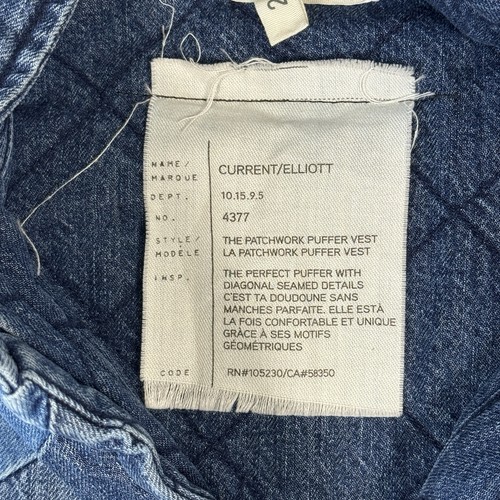 2
NAME/
MARQUE
CURRENT/ELLIOTT
DEPT. 10.15.9.5
NO. 4377
STYLE/ THE PATCHWORK PUFFER VEST
MODÈLE LA PATCHWORK PUFFER VEST
INSP. THE PERFECT PUFFER WITH
DIAGONAL SEAMED DETAILS
C'EST TA DOUDOUNE SANS
MANCHES PARFAITE. ELLE ESTÀ
LA FOIS CONFORTABLE ET UNIQUE
GRÂCE À SES MOTIFS
GÉOMÉTRIQUES
CODE RN#105230/CA#58350